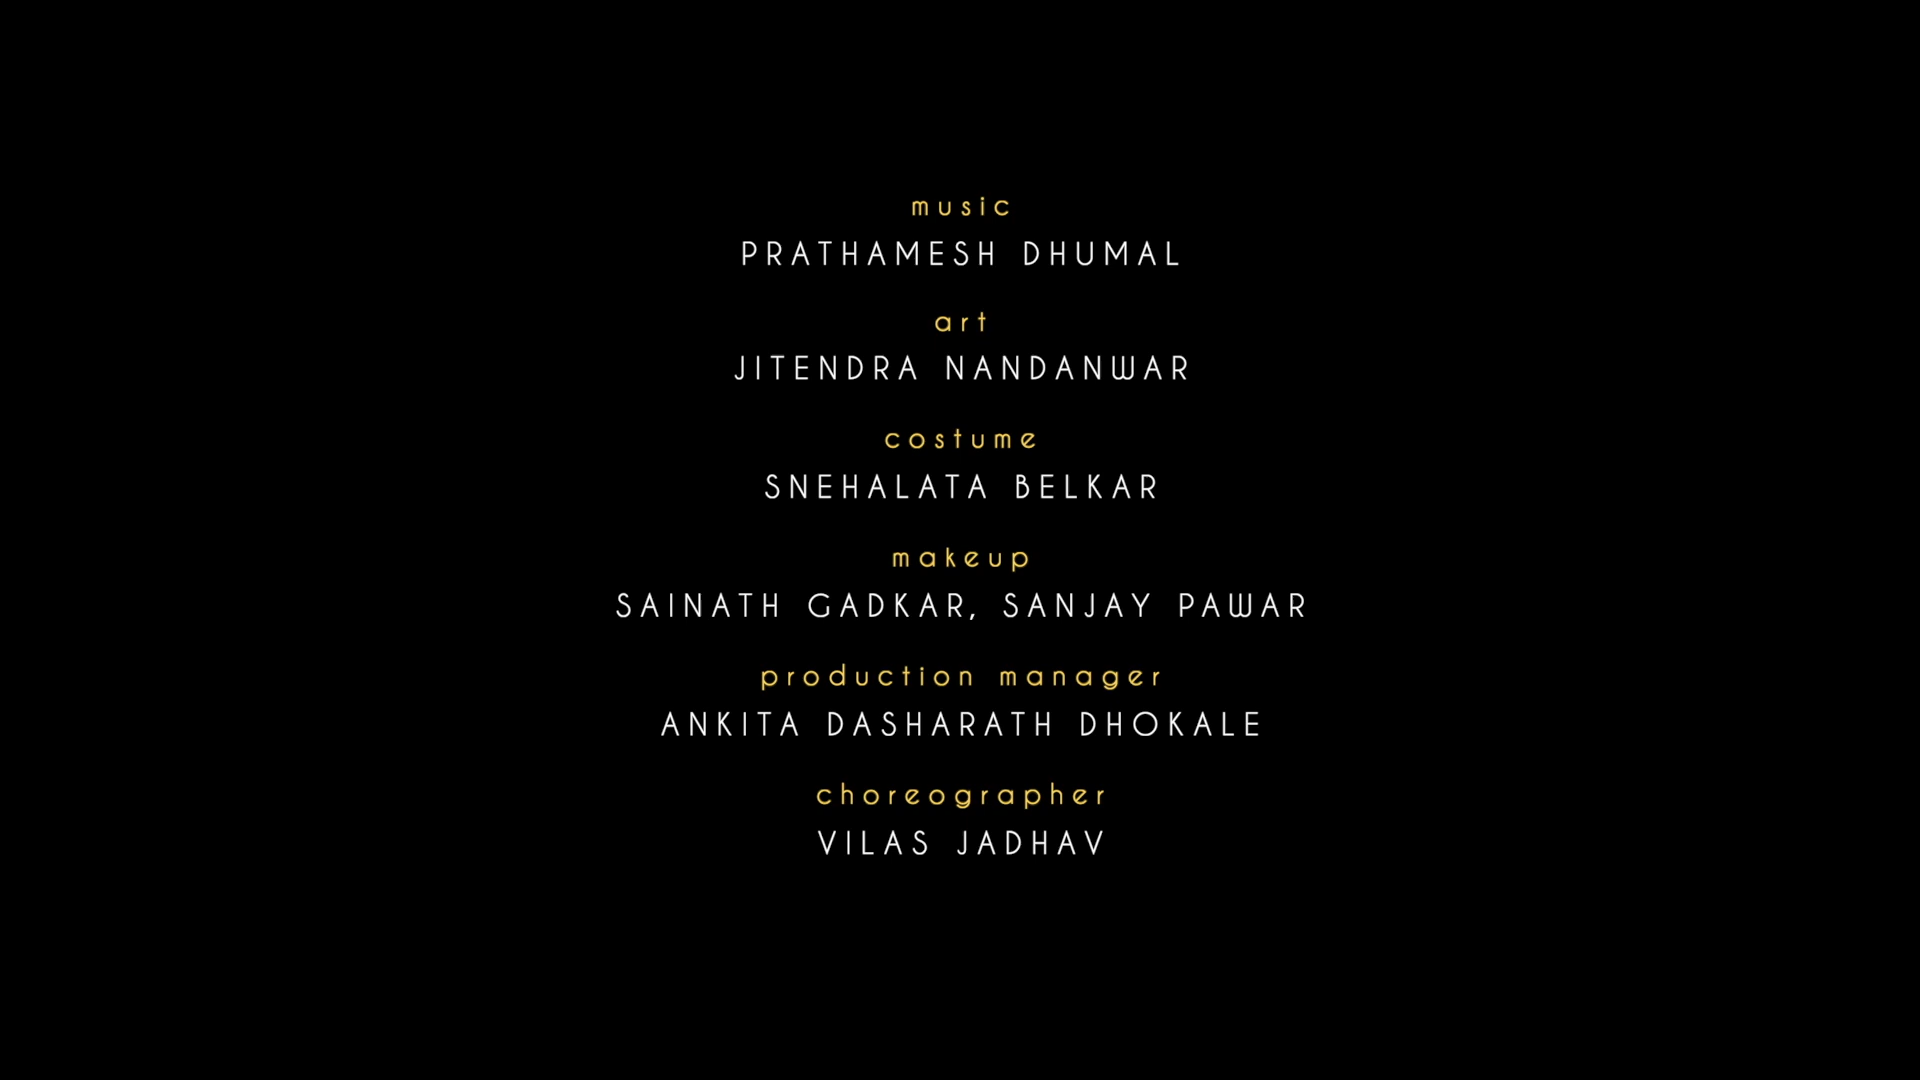 music
PRATHAMESH DHUMAL
art
JITENDRA NANDANWAR
costume
SNEHALATA BELKAR
makeup
SAINATH GADKAR, SANJAY PAWAR
production manager
ANKITA DASHARATH DHOKALE
choreographer
VILAS JADHAV